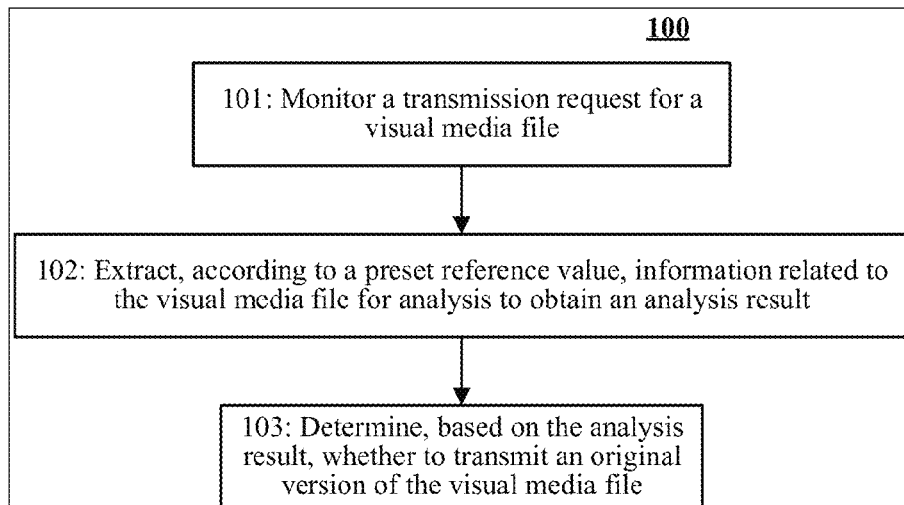 100
101: Monitor a transmission request for a
visual media file
102: Extract, according to a preset reference value, information related to
the visual media file for analysis to obtain an analysis result
103: Determine, based on the analysis
result, whether to transmit an original
version of the visual media file